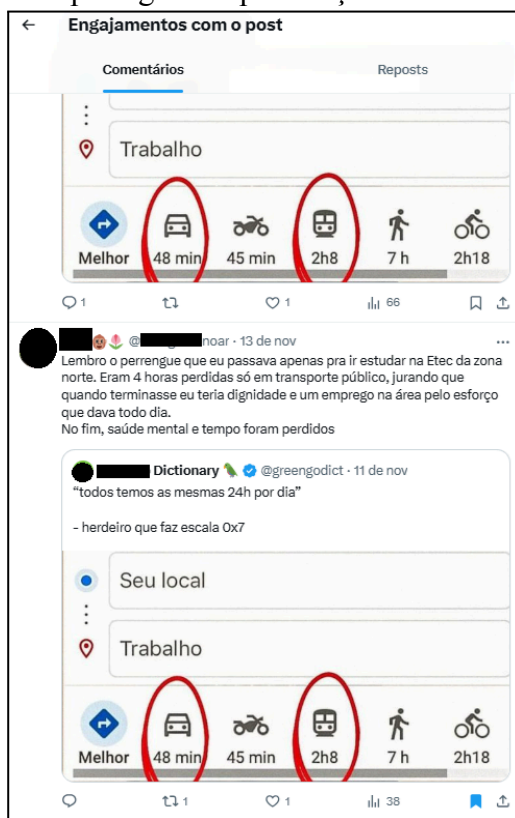 ← Engajamentos com o post
Comentários Reposts
Trabalho
Melhor 48 min 45 min 2h8 7 h 2h18
1 1 66
@ noar · 13 de nov ...
Lembro o perrengue que eu passava apenas pra ir estudar na Etec da zona
norte. Eram 4 horas perdidas só em transporte público, jurando que
quando terminasse eu teria dignidade e um emprego na área pelo esforço
que dava todo dia.
No fim, saúde mental e tempo foram perdidos
Dictionary @greengodict · 11 de nov
“todos temos as mesmas 24h por dia”
- herdeiro que faz escala 0x7
Seu local
Trabalho
Melhor 48 min 45 min 2h8 7 h 2h18
1 1 38